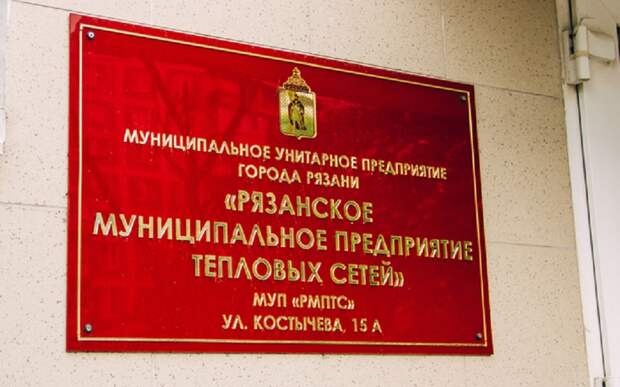 МУНИЦИПАЛЬНОЕ УНИТАРНОЕ ПРЕДПРИЯТИЕ
ГОРОДА РЯЗАНИ
«РЯЗАНСКОЕ
МУНИЦИПАЛЬНОЕ ПРЕДПРИЯТИЕ
ТЕПЛОВЫХ СЕТЕЙ»
МУП «РМПТС»
УЛ. КОСТЫЧЕВА, 15 А